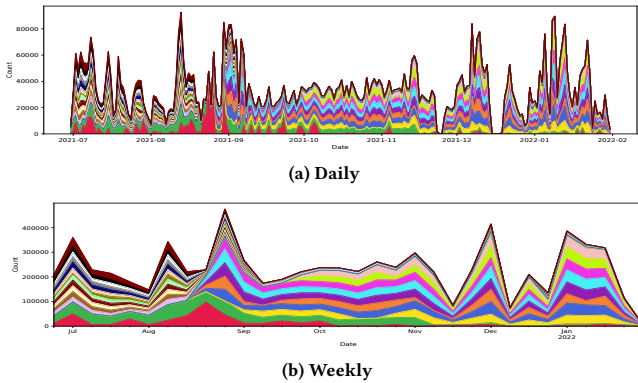 80000
60000
40000
20000
0
Count
2021-07 2021-08 2021-09 2021-10 2021-11 2021-12 2022-01 2022-02
Date
(a) Daily
400000
300000
200000
100000
0
Count
Jul Aug Sep Oct Nov Dec Jan
2022
Date
(b) Weekly